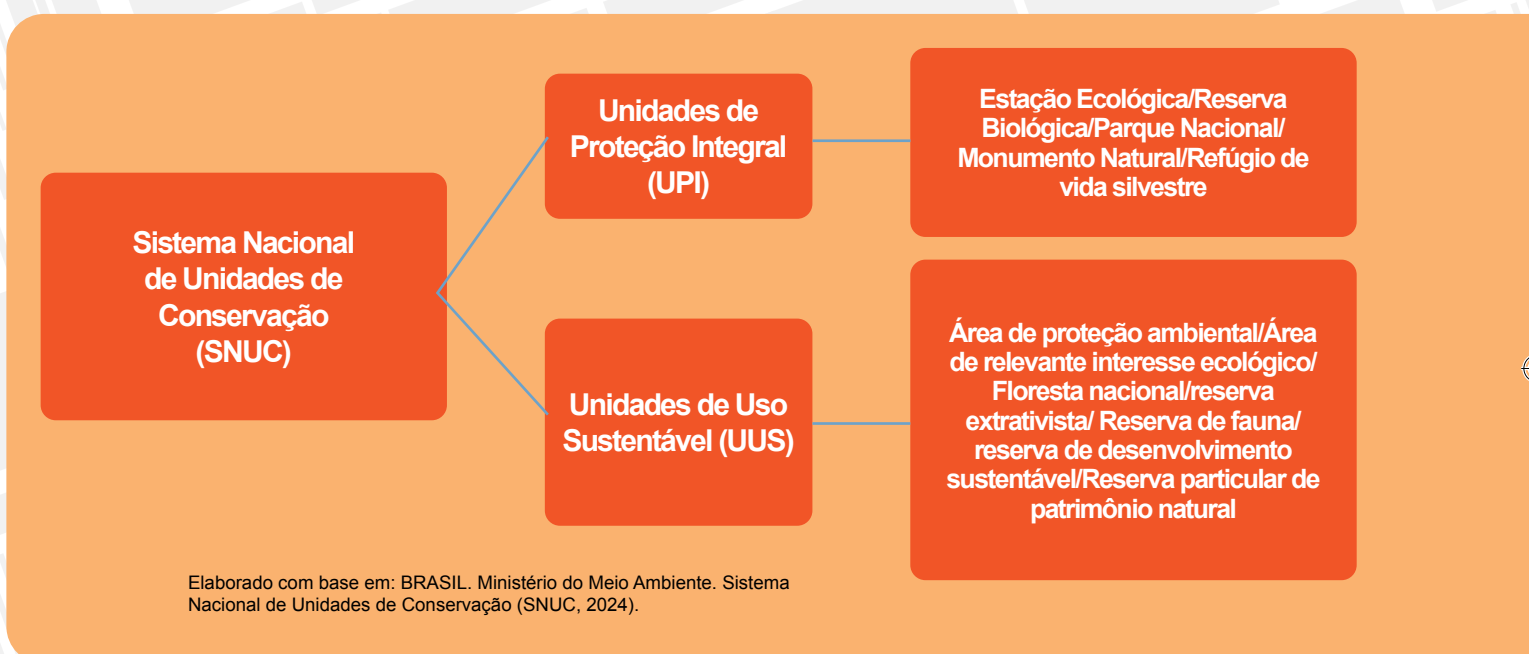 Sistema Nacional
de Unidades de
Conservação
(SNUC)
Unidades de
Proteção Integral
(UPI)
Estação Ecológica/Reserva
Biológica/Parque Nacional/
Monumento Natural/Refúgio de
vida silvestre
Unidades de Uso
Sustentável (UUS)
Área de proteção ambiental/Área
de relevante interesse ecológico/
Floresta nacional/reserva
extrativista/ Reserva de fauna/
reserva de desenvolvimento
sustentável/Reserva particular de
patrimônio natural
Elaborado com base em: BRASIL. Ministério do Meio Ambiente. Sistema
Nacional de Unidades de Conservação (SNUC, 2024).